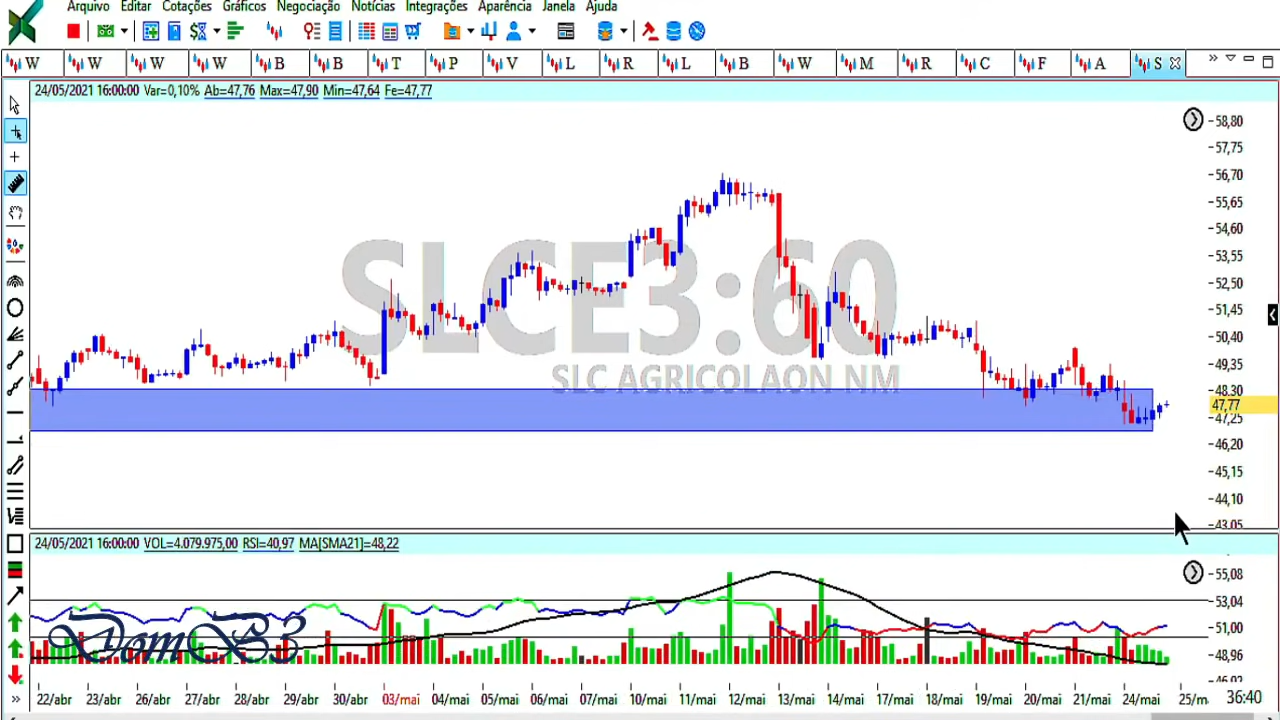 Arquivo Editar Cotações Gráficos Negociação Notícias Integrações Aparência Janela Ajuda
W W W W B B T P V L R L B W M R C F A S
24/05/2021 16:00:00 Var=0,10% Ab=47,76 Max=47,90 Min=47,64 Fe=47,77
58,80
57,75
56,70
55,65
54,60
53,55
52,50
51,45
50,40
49,35
48,30
47,77
47,25
46,20
45,15
44,10
43,05
SLCE3:60
SLC AGRICOLAON NM
24/05/2021 16:00:00 VOL=4.079.975,00 RSI=40,97 MA[SMA21]=48,22
55,08
53,04
51,00
48,96
46,92
DomB3
22/abr 23/abr 26/abr 27/abr 28/abr 29/abr 30/abr 03/mai 04/mai 05/mai 06/mai 07/mai 10/mai 11/mai 12/mai 13/mai 14/mai 17/mai 18/mai 19/mai 20/mai 21/mai 24/mai 25/m
36:40